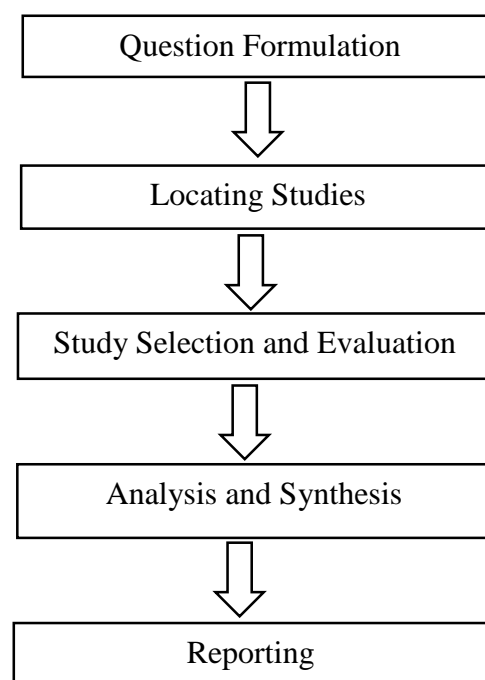 Question Formulation
Locating Studies
Study Selection and Evaluation
Analysis and Synthesis
Reporting